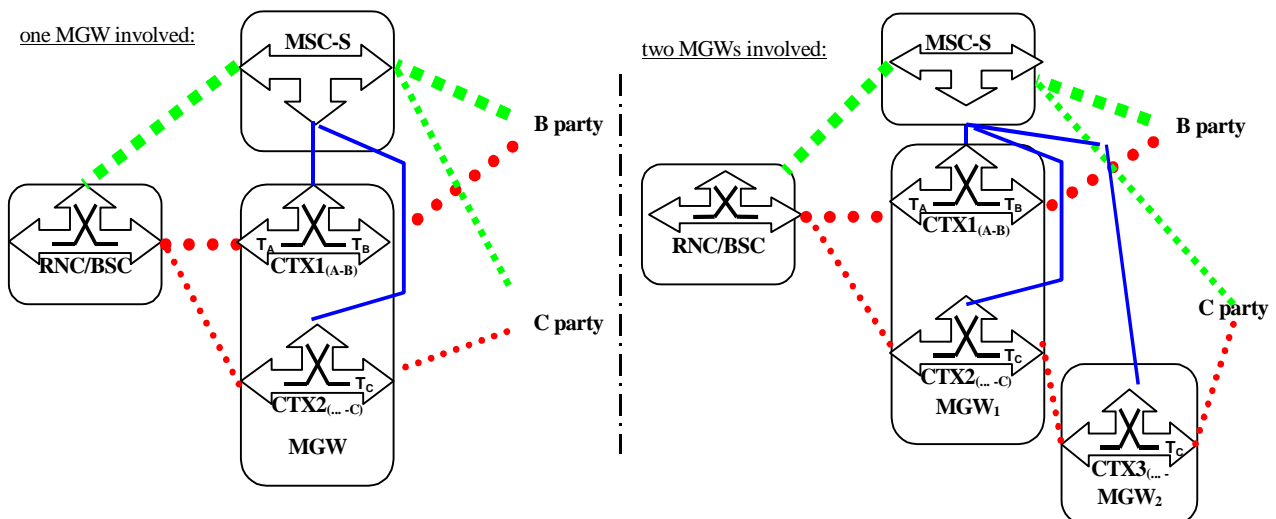 one MGW involved:
MSC-S
B party
RNC/BSC
TA TB
CTX1(A-B)
C party
TC
CTX2(... -C)
MGW
two MGWs involved:
MSC-S
B party
RNC/BSC
TA TB
CTX1(A-B)
C party
TC
CTX2(... -C)
MGW1
TC
CTX3(... -
MGW2